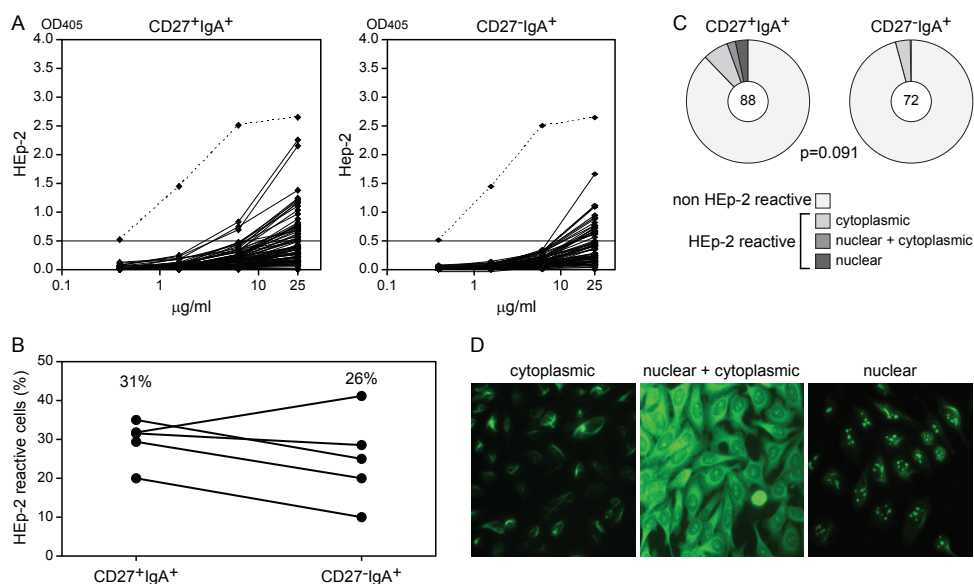 A
OD405
CD27+IgA+
HEp-2
4.0
3.5
3.0
2.5
2.0
1.5
1.0
0.5
0.0
0.1
1
10
25
µg/ml
OD405
CD27-IgA+
Hep-2
4.0
3.5
3.0
2.5
2.0
1.5
1.0
0.5
0.0
0.1
1
10
25
µg/ml
C
CD27+IgA+
CD27-IgA+
88
72
p=0.091
non HEp-2 reactive
HEp-2 reactive
cytoplasmic
nuclear + cytoplasmic
nuclear
B
HEp-2 reactive cells (%)
50
40
30
20
10
0
31%
26%
CD27+IgA+
CD27-IgA+
D
cytoplasmic
nuclear + cytoplasmic
nuclear